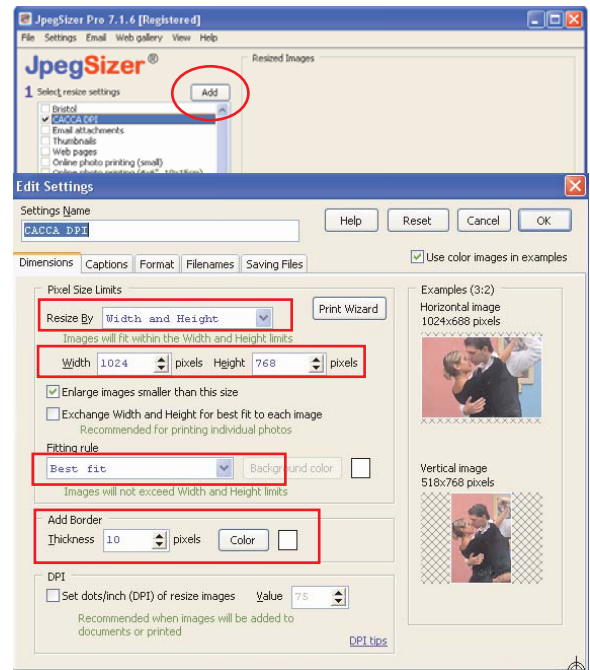 JpegSizer Pro 7.1.6 [Registered]
File Settings Email Web gallery View Help
JpegSizer®
Resized Images
1 Select resize settings
Add
Bristol
CACCA DPI
Email attachments
Thumbnails
Web pages
Online photo printing (small)
Online photo printing (4x6", 10x15cm)
Edit Settings
Settings Name
CACCA DPI
Help Reset Cancel OK
Use color images in examples
Dimensions Captions Format Filenames Saving Files
Pixel Size Limits
Resize By Width and Height
Print Wizard
Images will fit within the Width and Height limits
Width 1024 pixels Height 768 pixels
Enlarge images smaller than this size
Exchange Width and Height for best fit to each image
Recommended for printing individual photos
Fitting rule
Best fit
Background color
Images will not exceed Width and Height limits
Add Border
Thickness 10 pixels Color
DPI
Set dots/inch (DPI) of resize images Value 75
Recommended when images will be added to
documents or printed
DPI tips
Examples (3:2)
Horizontal image
1024x688 pixels
Vertical image
518x768 pixels